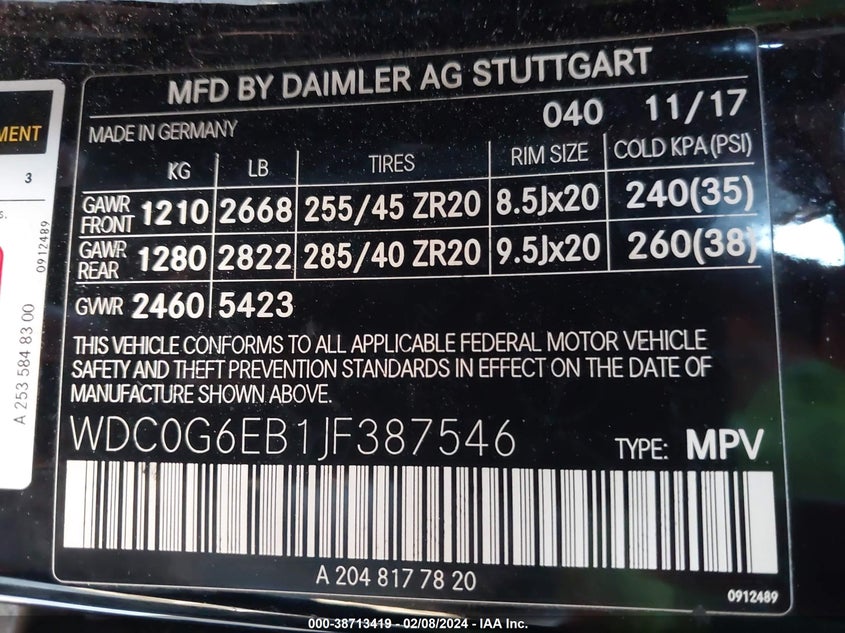 MFD BY DAIMLER AG STUTTGART
MADE IN GERMANY 040 11/17
KG LB TIRES RIM SIZE COLD KPA(PSI)
GAWR FRONT 1210 2668 255/45 ZR20 8.5Jx20 240(35)
GAWR REAR 1280 2822 285/40 ZR20 9.5Jx20 260(38)
GVWR 2460 5423
THIS VEHICLE CONFORMS TO ALL APPLICABLE FEDERAL MOTOR VEHICLE
SAFETY AND THEFT PREVENTION STANDARDS IN EFFECT ON THE DATE OF
MANUFACTURE SHOWN ABOVE.
WDC0G6EB1JF387546 TYPE: MPV
A 204 817 78 20
0912489
3
0912489
A 253 584 83 00
000-38713419 - 02/08/2024 - IAA Inc.